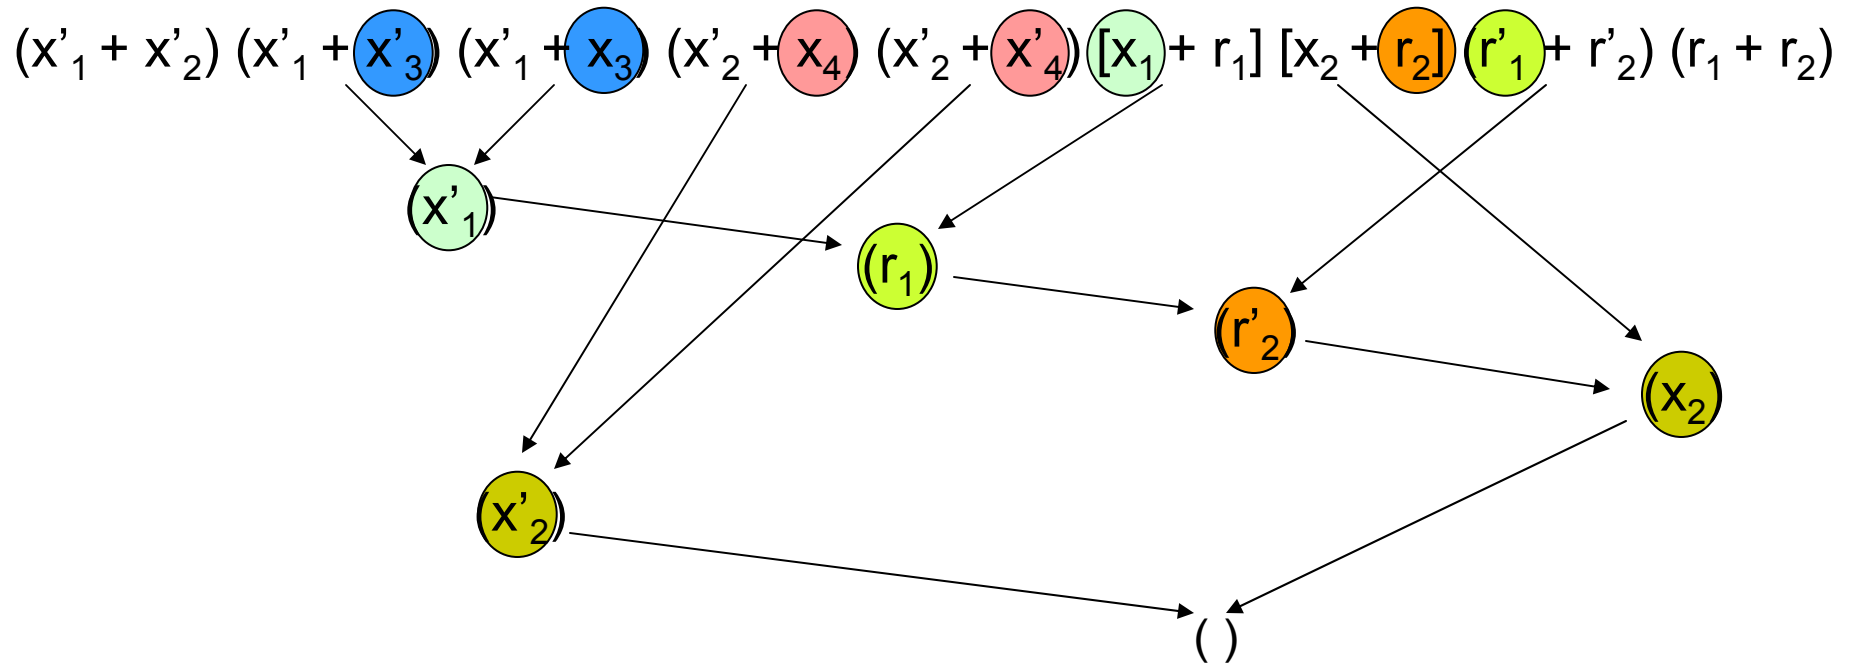 (x’₁ + x’₂) (x’₁ + x’₃) (x’₁ + x₃) (x’₂ + x₄) (x’₂ + x’₄) [x₁ + r₁] [x₂ + r₂] (r’₁ + r’₂) (r₁ + r₂)
(x’₁)
(r₁)
(r’₂)
(x₂)
(x’₂)
( )